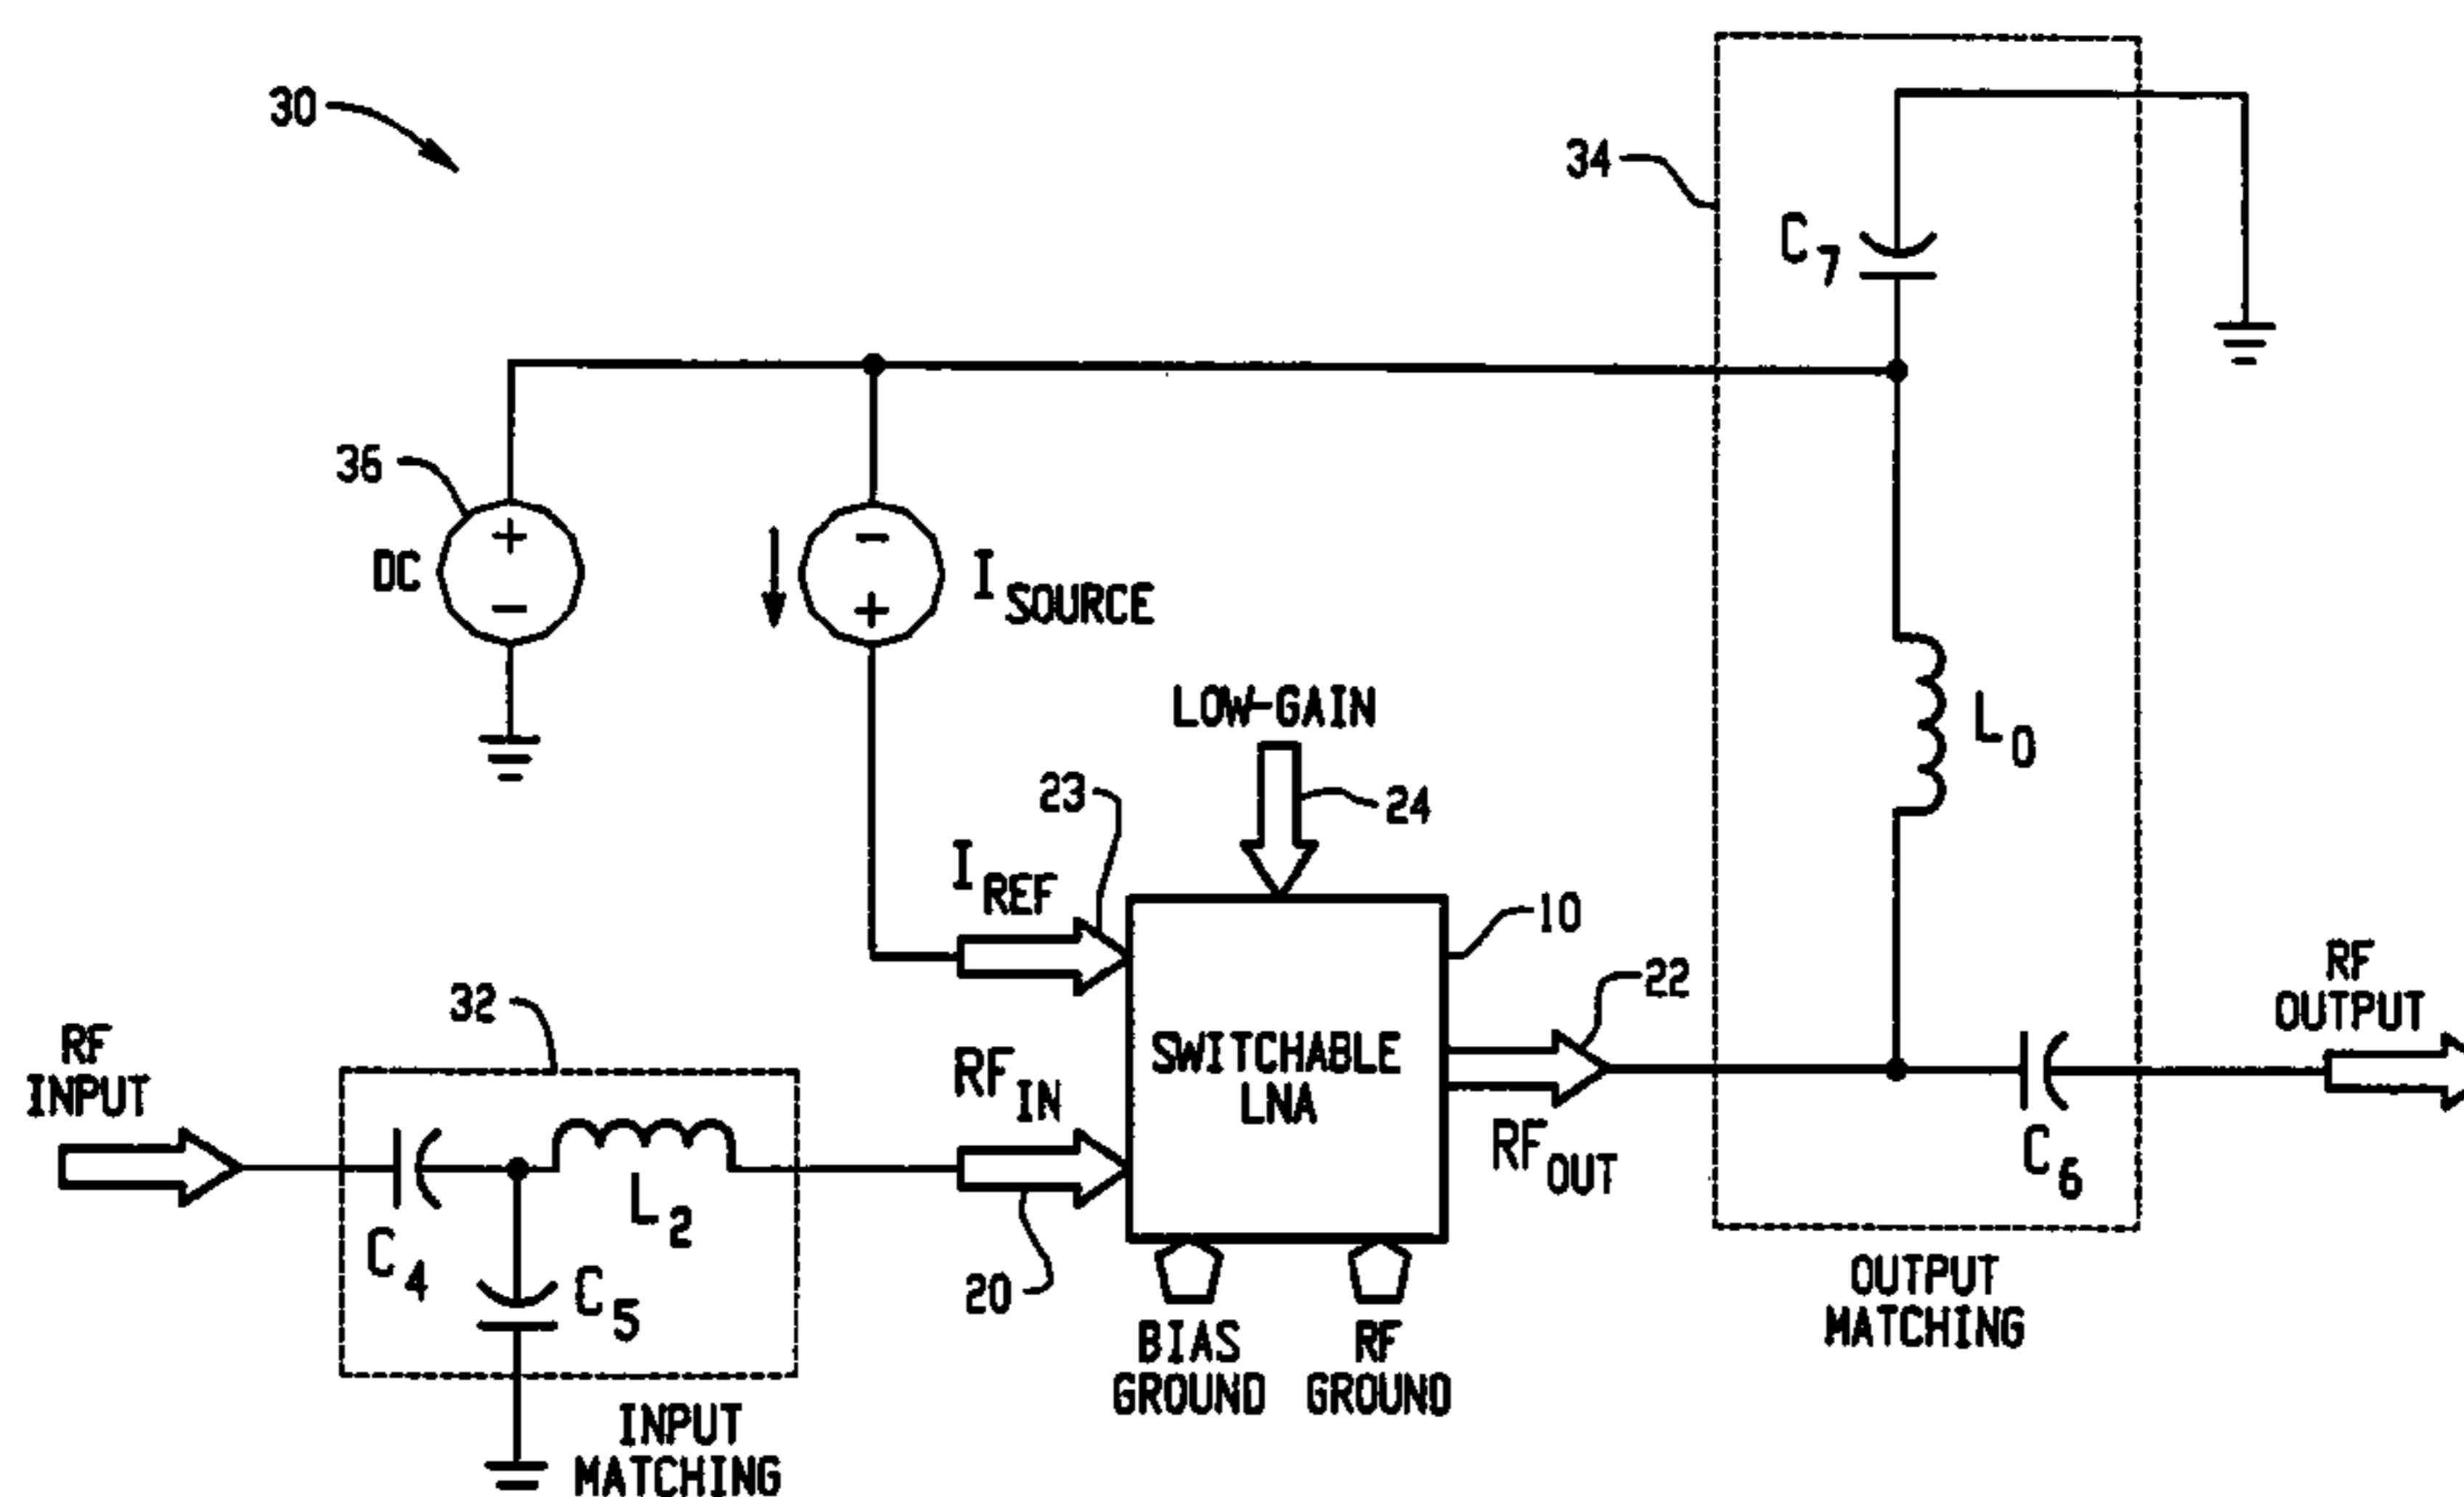 30
34
C7
36
DC
+
-
-
+
ISOURCE
LOW-GAIN
L0
23
24
IREF
10
22
RF
OUTPUT
32
RF
INPUT
RFIN
SWITCHABLE
LNA
C4
L2
C5
20
RFOUT
C6
BIAS
GROUND
RF
GROUND
OUTPUT
MATCHING
INPUT
MATCHING